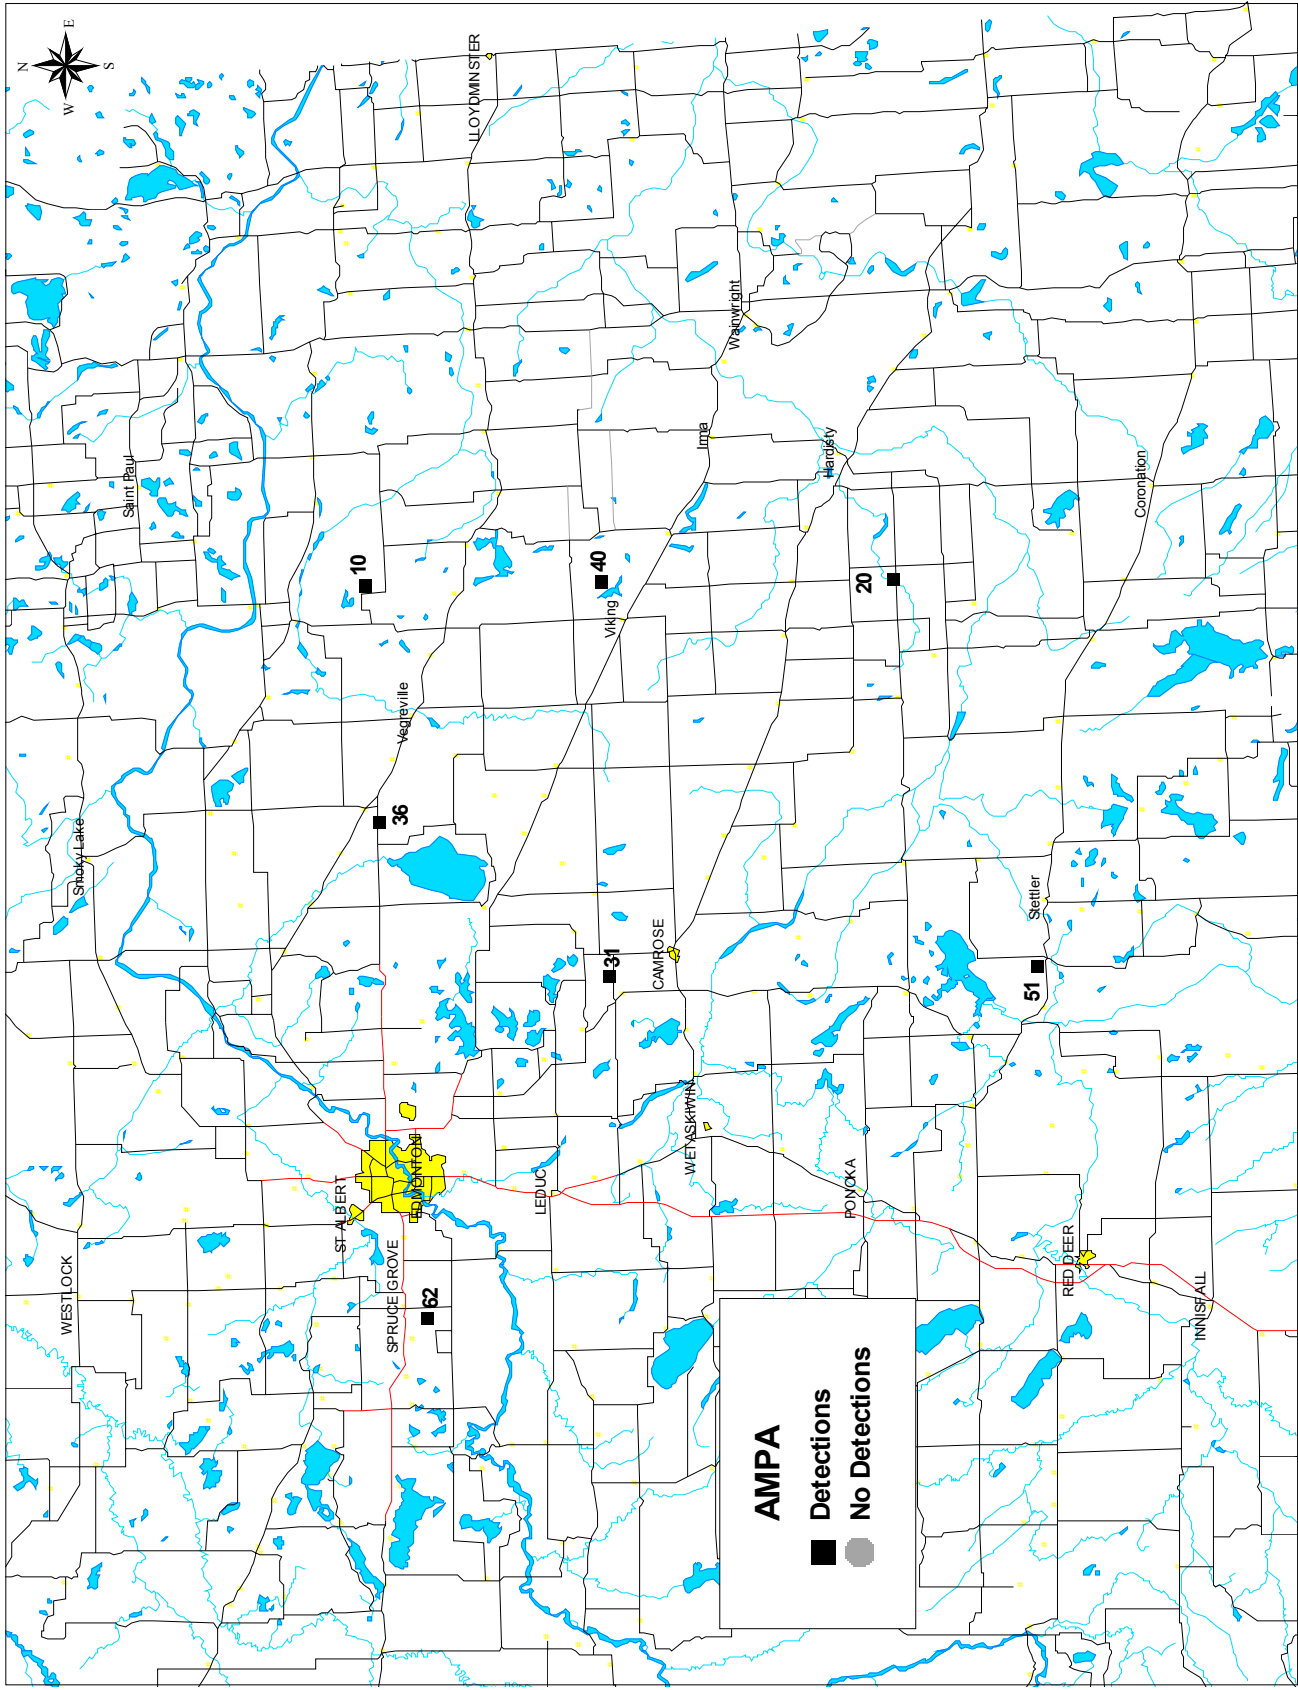 N
E
S
W
LLOYDMINSTER
Saint Paul
Wainwright
Irma
Hardisty
Coronation
10
40
20
Viking
Vegreville
Smoky Lake
36
Stettler
CAMROSE
31
51
WETASKIWIN
EDMONTON
ST ALBERT
LEDUC
PONOKA
WESTLOCK
SPRUCE GROVE
62
RED DEER
INNISFALL
AMPA
Detections
No Detections